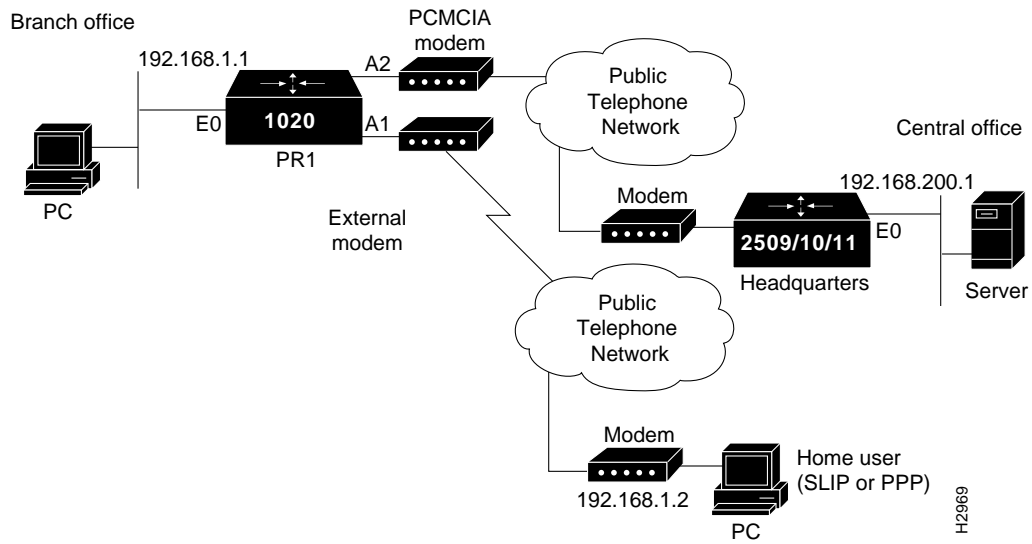 Branch office
PCMCIA
modem
192.168.1.1
A2
E0
1020
A1
PR1
PC
External
modem
Public
Telephone
Network
Central office
192.168.200.1
Modem
E0
2509/10/11
Headquarters
Server
Public
Telephone
Network
Modem
192.168.1.2
Home user
(SLIP or PPP)
PC
H2969